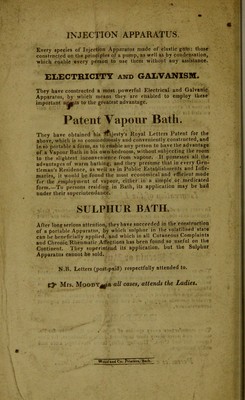 INJECTION APPARATUS.
Every species of Injection Apparatus made of elastic gum; those
constructed on the principles of a pump, as well as by condensation,
which enable every person to use them without any assistance.
ELECTRICITY AND GALVANISM.
They have constructed a most powerful Electrical and Galvanic
Apparatus, by which means they are enabled to employ those
important to the greatest advantage.
Patent Vapour Bath.
They have obtained his Majesty's Royal Letters Patent for the
above, which is so commodiously and conveniently constructed, and
in so portable a form, as to enable any person to have the advantage
of a Vapour Bath in his own bedroom, without subjecting the room
to the slightest inconvenience from vapour. It possesses all the
advantages of warm bathing; and they presume that in every Gen-
tleman's Residence, as well as in Public Establishments and Infir-
maries, it would be found the most economical and efficient mode
for the employment of vapour, either in a simple or medicated
form.—To persons residing in Bath, its application may be had
under their superintendence.
SULPHUR BATH.
After long serious attention, they have succeeded in the construction
of a portable Apparatus, by which sulphur in the volatilised state
can be beneficially applied, and which in all Cutaneous Complaints
and Chronic Rheumatic Affections has been found so useful on the
Continent. They superintend its application, but the Sulphur
Apparatus cannot be sold.
N.B. Letters (post-paid) respectfully attended to.
☞ Mrs. MOODY, in all cases, attends the Ladies.
Wood and Co. Printers, Bath.